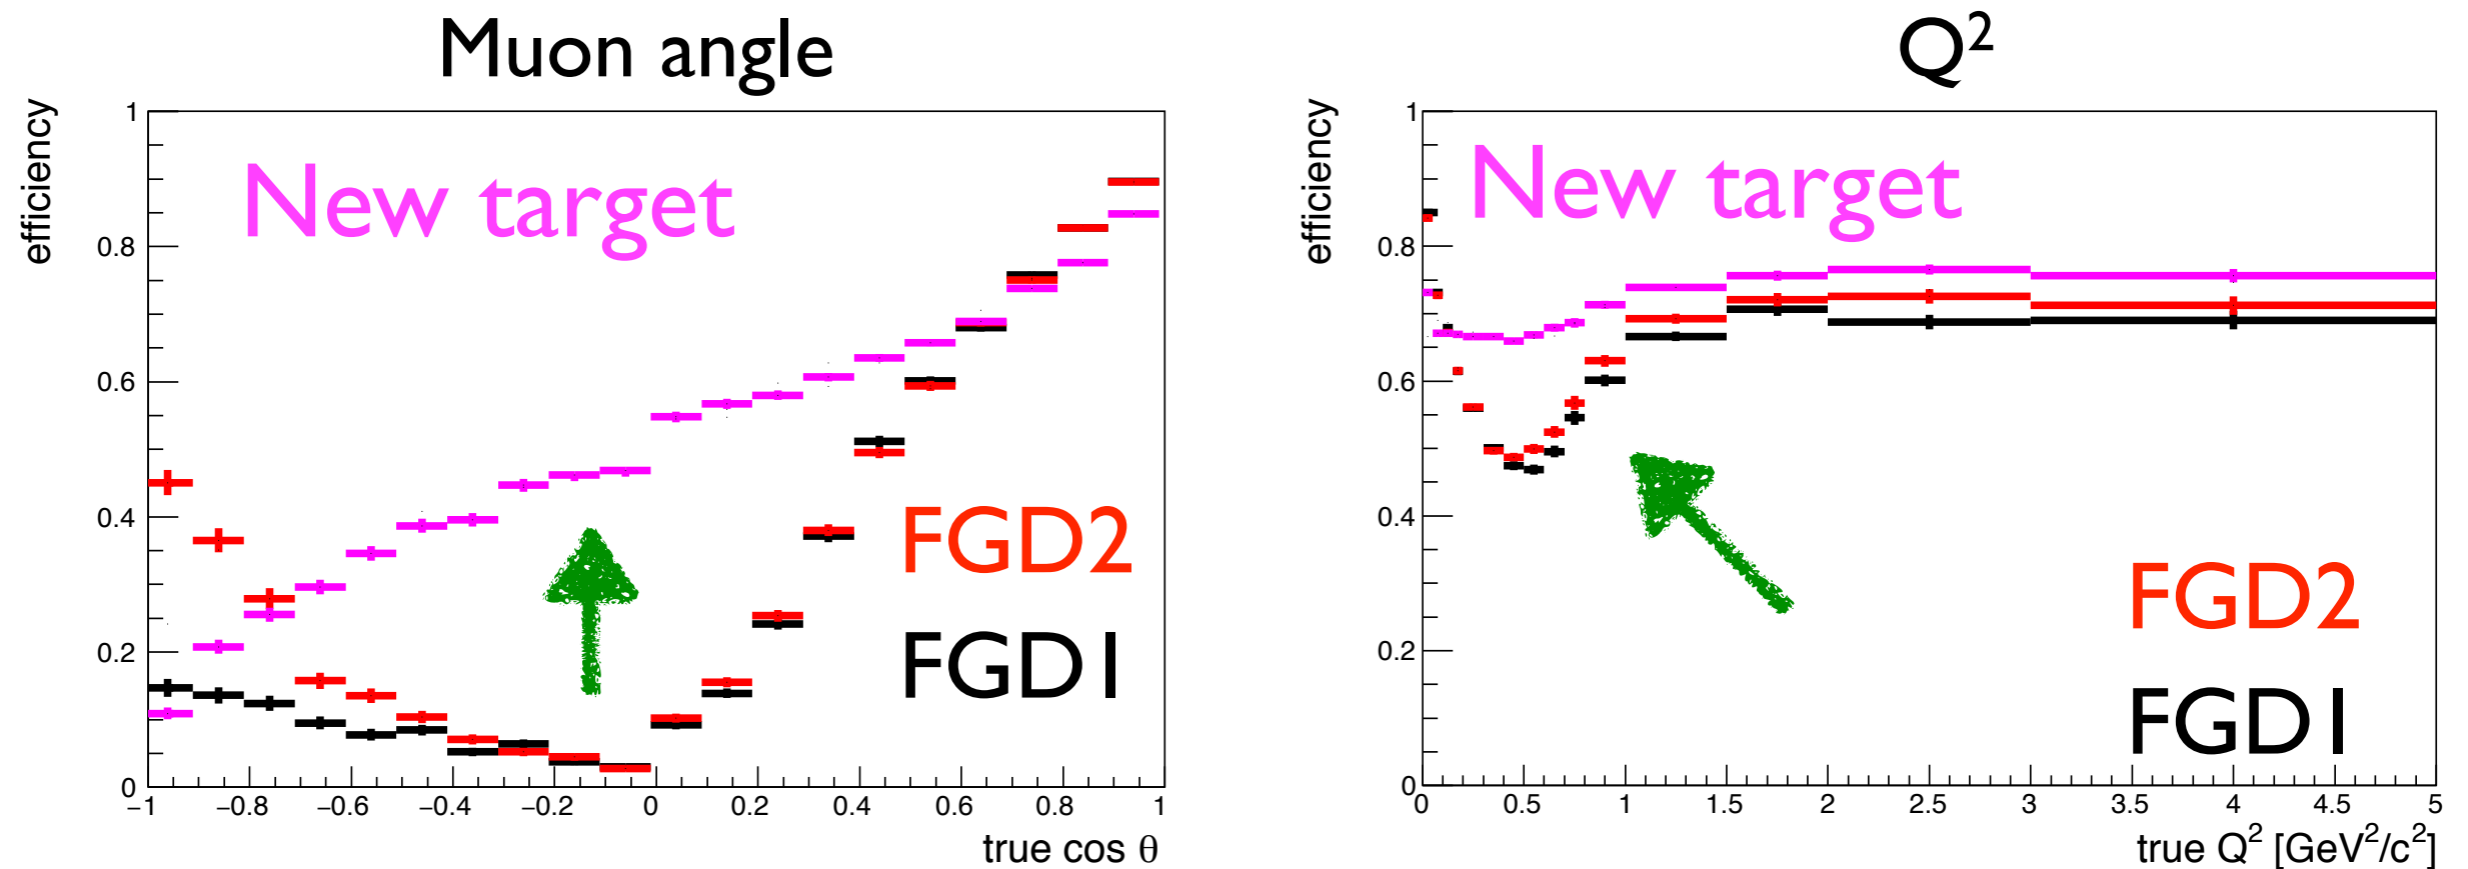 Muon angle
efficiency
1
0.8
0.6
0.4
0.2
0
New target
FGD2
FGD1
−1
−0.8
−0.6
−0.4
−0.2
0
0.2
0.4
0.6
0.8
1
true cos θ
Q²
efficiency
1
0.8
0.6
0.4
0.2
0
New target
FGD2
FGD1
0
0.5
1
1.5
2
2.5
3
3.5
4
4.5
5
true Q² [GeV²/c²]